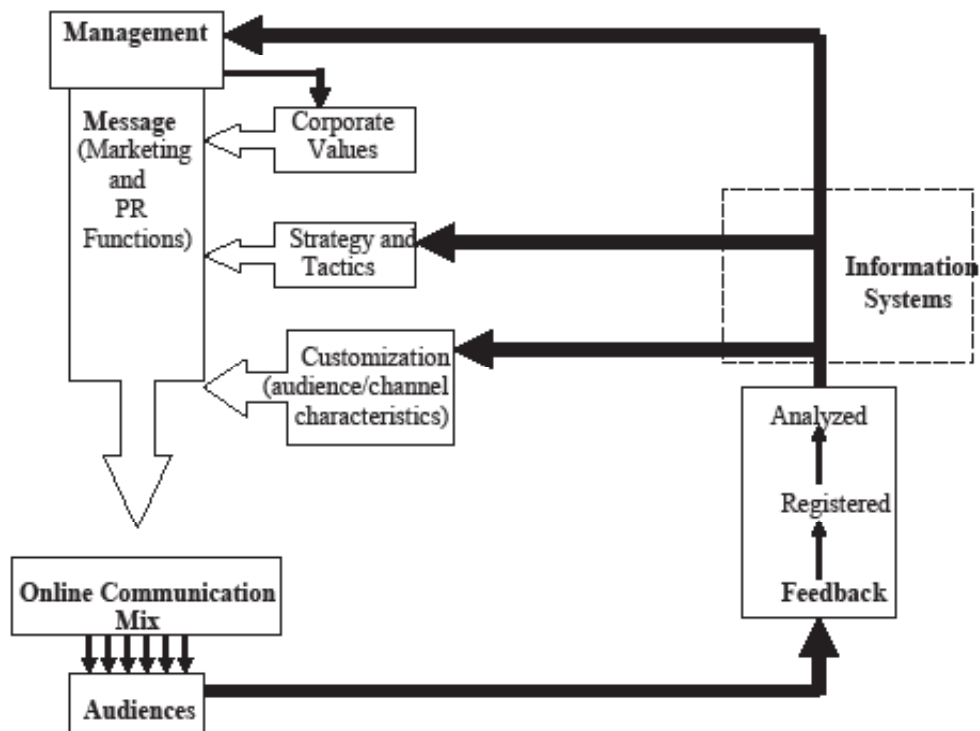 Management
Message
(Marketing
and
PR
Functions)
Corporate
Values
Strategy and
Tactics
Customization
(audience/channel
characteristics)
Information
Systems
Analyzed
Registered
Feedback
Online Communication
Mix
Audiences